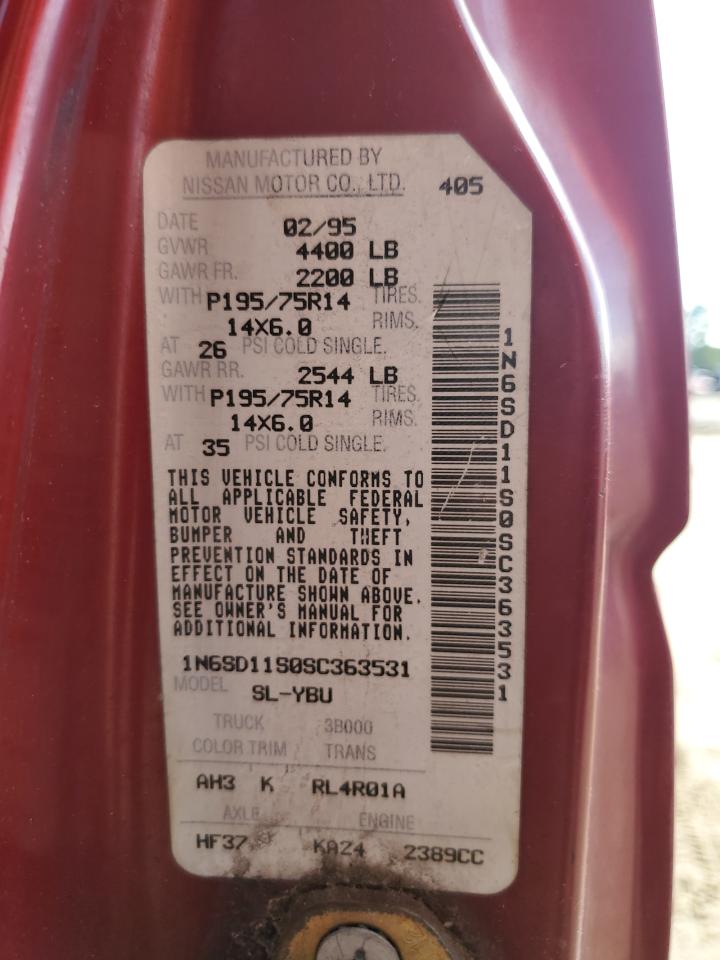 MANUFACTURED BY
NISSAN MOTOR CO., LTD. 405
DATE 02/95
GVWR 4400 LB
GAWR FR. 2200 LB
WITH P195/75R14 TIRES.
14X6.0 RIMS.
AT 26 PSI COLD SINGLE.
GAWR RR. 2544 LB
WITH P195/75R14 TIRES.
14X6.0 RIMS.
AT 35 PSI COLD SINGLE.
THIS VEHICLE CONFORMS TO
ALL APPLICABLE FEDERAL
MOTOR VEHICLE SAFETY,
BUMPER AND THEFT
PREVENTION STANDARDS IN
EFFECT ON THE DATE OF
MANUFACTURE SHOWN ABOVE.
SEE OWNER'S MANUAL FOR
ADDITIONAL INFORMATION.
1N6SD11S0SC363531
MODEL SL-YBU
TRUCK 3B000
COLOR TRIM TRANS
AH3 K RL4R01A
AXLE ENGINE
HF37 KA24 2389CC
1N6SD11S0SC363531